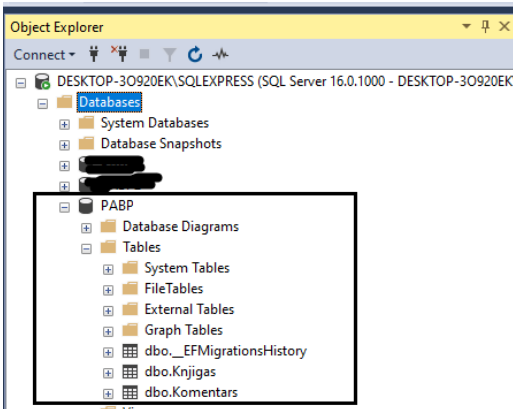 Object Explorer
Connect
DESKTOP-3O920EK\SQLEXPRESS (SQL Server 16.0.1000 - DESKTOP-3O920EK
Databases
System Databases
Database Snapshots
PABP
Database Diagrams
Tables
System Tables
FileTables
External Tables
Graph Tables
dbo.__EFMigrationsHistory
dbo.Knjigas
dbo.Komentars